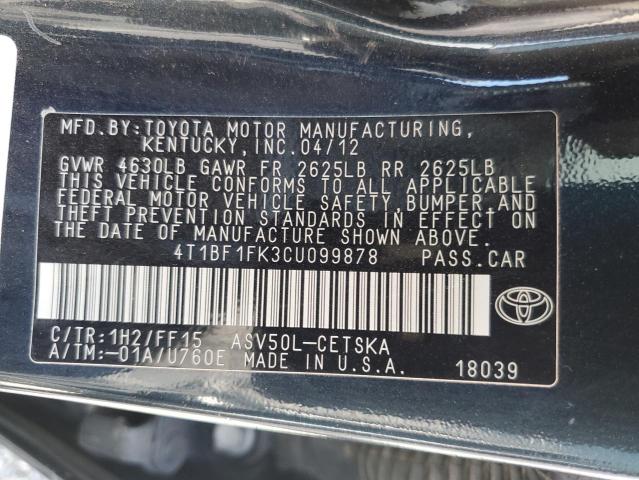 MFD.BY:TOYOTA MOTOR MANUFACTURING,
KENTUCKY, INC. 04/12
GVWR 4630LB GAWR FR 2625LB RR 2625LB
THIS VEHICLE CONFORMS TO ALL APPLICABLE
FEDERAL MOTOR VEHICLE SAFETY,BUMPER,AND
THEFT PREVENTION STANDARDS IN EFFECT
ON THE DATE OF MANUFACTURE SHOWN ABOVE.
4T1BF1FK3CU099878 PASS.CAR
C/TR:1H2/FF15 ASV50L-CETSKA
A/TM:-01A/U760E MADE IN U.S.A.
18039